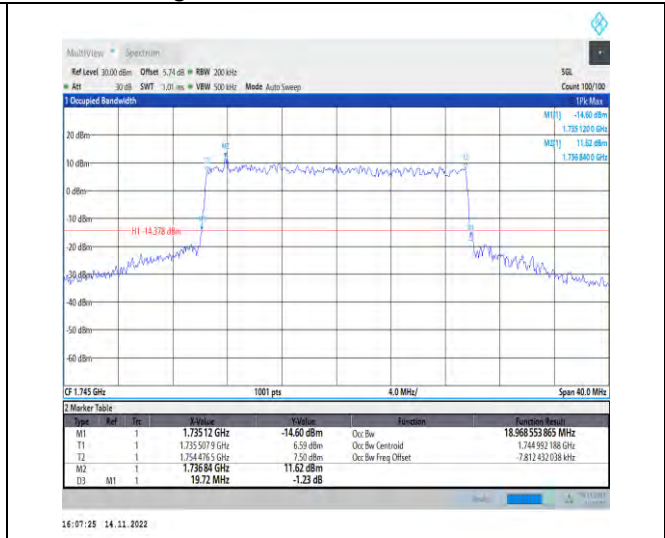 MultiView Spectrum
Ref Level 30.00 dBm Offset 5.74 dB RBW 200 kHz SGL
Att 30 dB SWT 1.01 ms VBW 500 kHz Mode Auto Sweep Count 100/100
1 Occupied Bandwidth 1Pk Max
M1[1] -14.60 dBm
1.735 120 0 GHz
M2[1] 11.62 dBm
1.736 840 0 GHz
20 dBm
M2
10 dBm
0 dBm
-10 dBm
H1 -14.378 dBm
-20 dBm
-30 dBm
-40 dBm
-50 dBm
-60 dBm
CF 1.745 GHz 1001 pts 4.0 MHz/ Span 40.0 MHz
2 Marker Table
Type Ref Trc X-Value Y-Value Function Function Result
M1 1 1.73512 GHz -14.60 dBm Occ Bw 18.968 553 865 MHz
T1 1 1.735 507 9 GHz 6.59 dBm Occ Bw Centroid 1.744 992 188 GHz
T2 1 1.754 476 5 GHz 7.50 dBm Occ Bw Freq Offset -7.812 432 038 kHz
M2 1 1.736 84 GHz 11.62 dBm
D3 M1 1 19.72 MHz -1.23 dB
16:07:25 14.11.2022